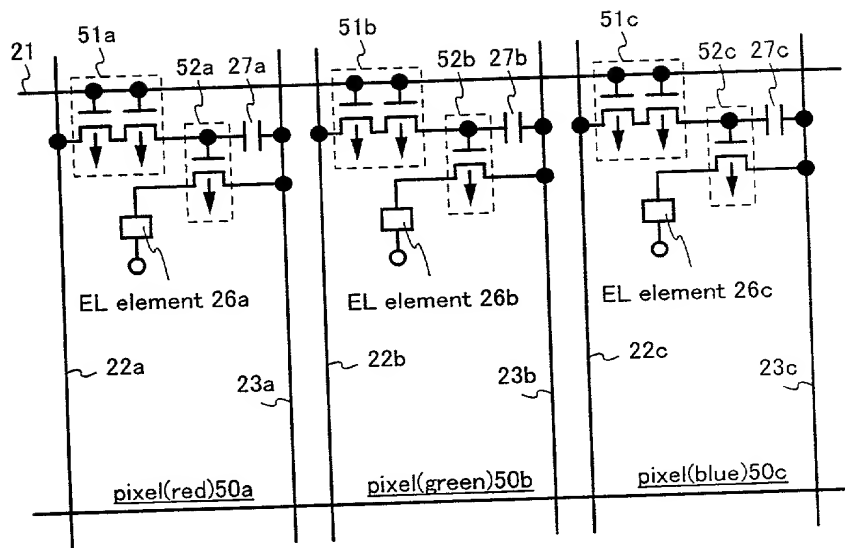 21
51a
52a
27a
51b
52b
27b
51c
52c
27c
EL element 26a
EL element 26b
EL element 26c
22a
23a
22b
23b
22c
23c
pixel(red)50a
pixel(green)50b
pixel(blue)50c